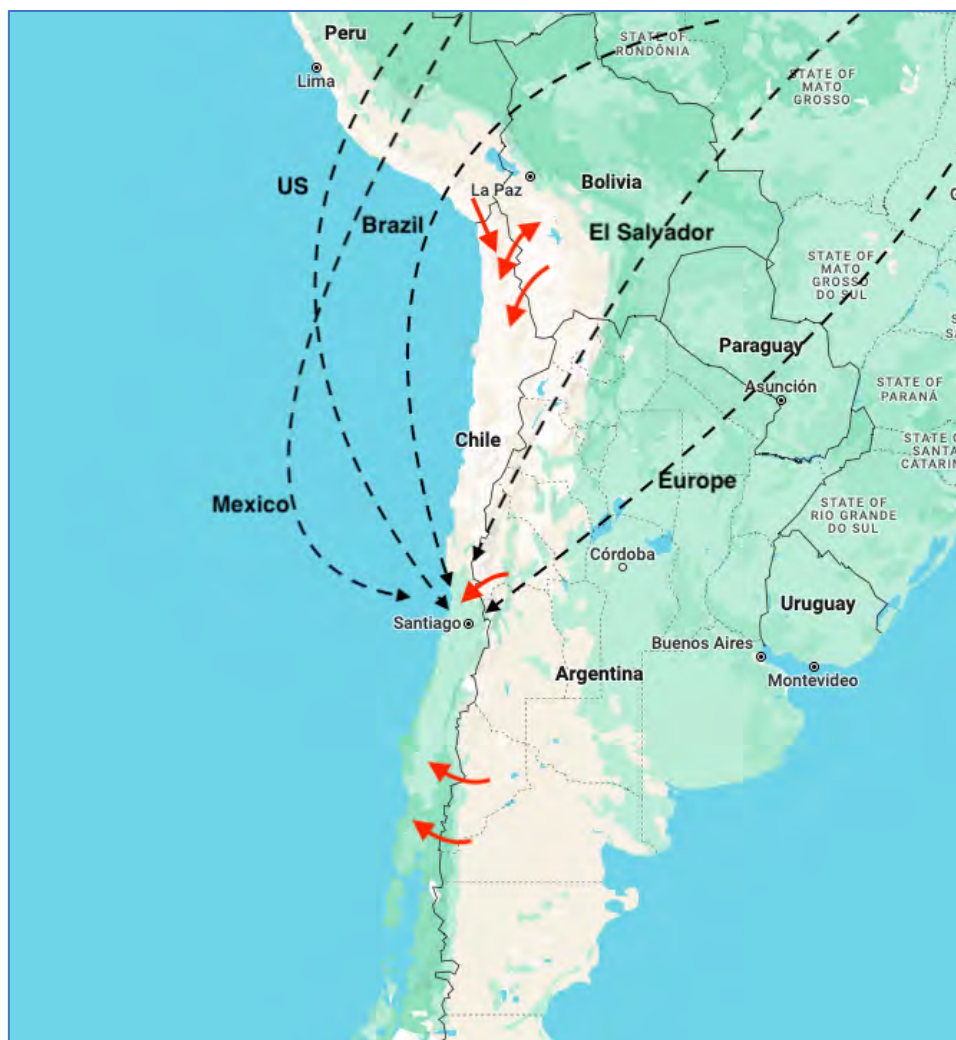 Peru
STATE OF
RONDÔNIA
Lima
STATE OF
MATO
GROSSO
US
La Paz
Bolivia
Brazil
El Salvador
STATE OF
MATO
GROSSO
DO SUL
Paraguay
Asunción
STATE OF
PARANÁ
Chile
STATE OF
SANTA
CATARIN
Europe
Mexico
STATE OF
RIO GRANDE
DO SUL
Córdoba
Santiago
Uruguay
Buenos Aires
Argentina
Montevideo